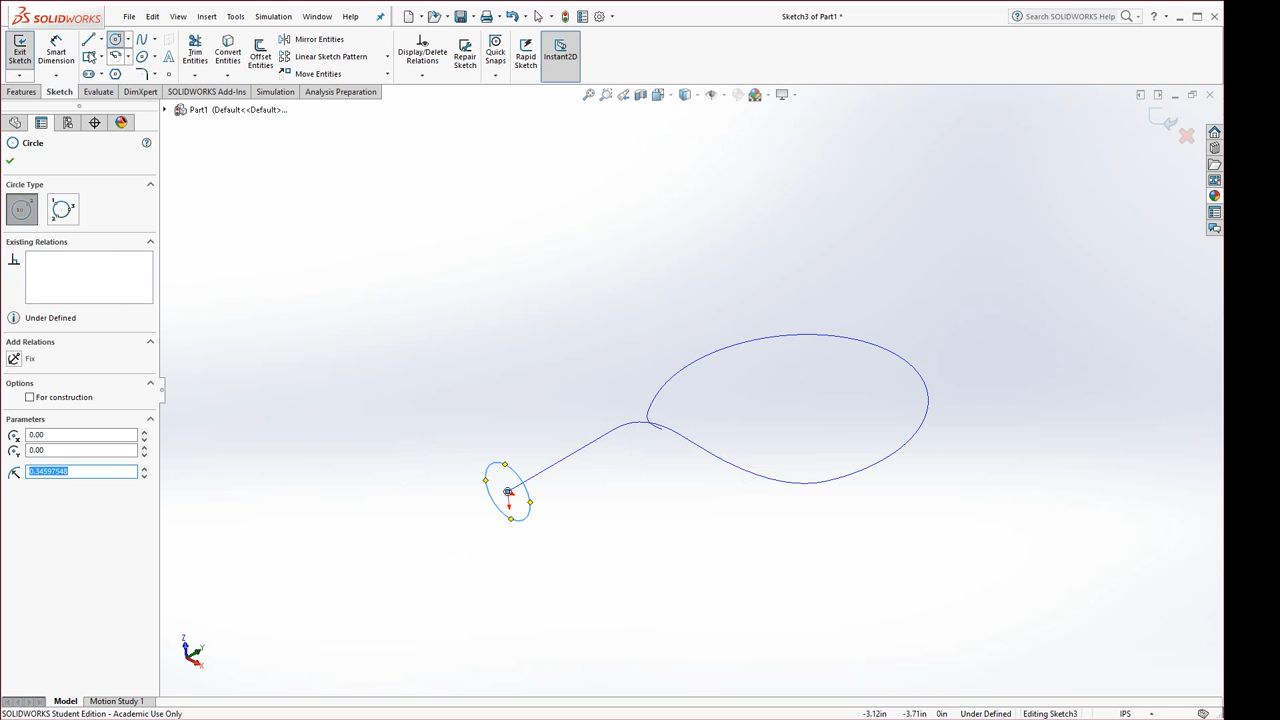 SOLIDWORKS File Edit View Insert Tools Simulation Window Help Sketch3 of Part1 * Search SOLIDWORKS Help
Exit Sketch Smart Dimension Trim Entities Convert Entities Offset Entities Mirror Entities Linear Sketch Pattern Move Entities Display/Delete Relations Repair Sketch Quick Snaps Rapid Sketch Instant2D
Features Sketch Evaluate DimXpert SOLIDWORKS Add-Ins Simulation Analysis Preparation
Part1 (Default<<Default>...
Circle
Circle Type
Existing Relations
Under Defined
Add Relations
Fix
Options
For construction
Parameters
0.00
0.00
0.34597548
Z
Y
X
Model Motion Study 1
SOLIDWORKS Student Edition - Academic Use Only -3.12in -3.71in 0in Under Defined Editing Sketch3 IPS